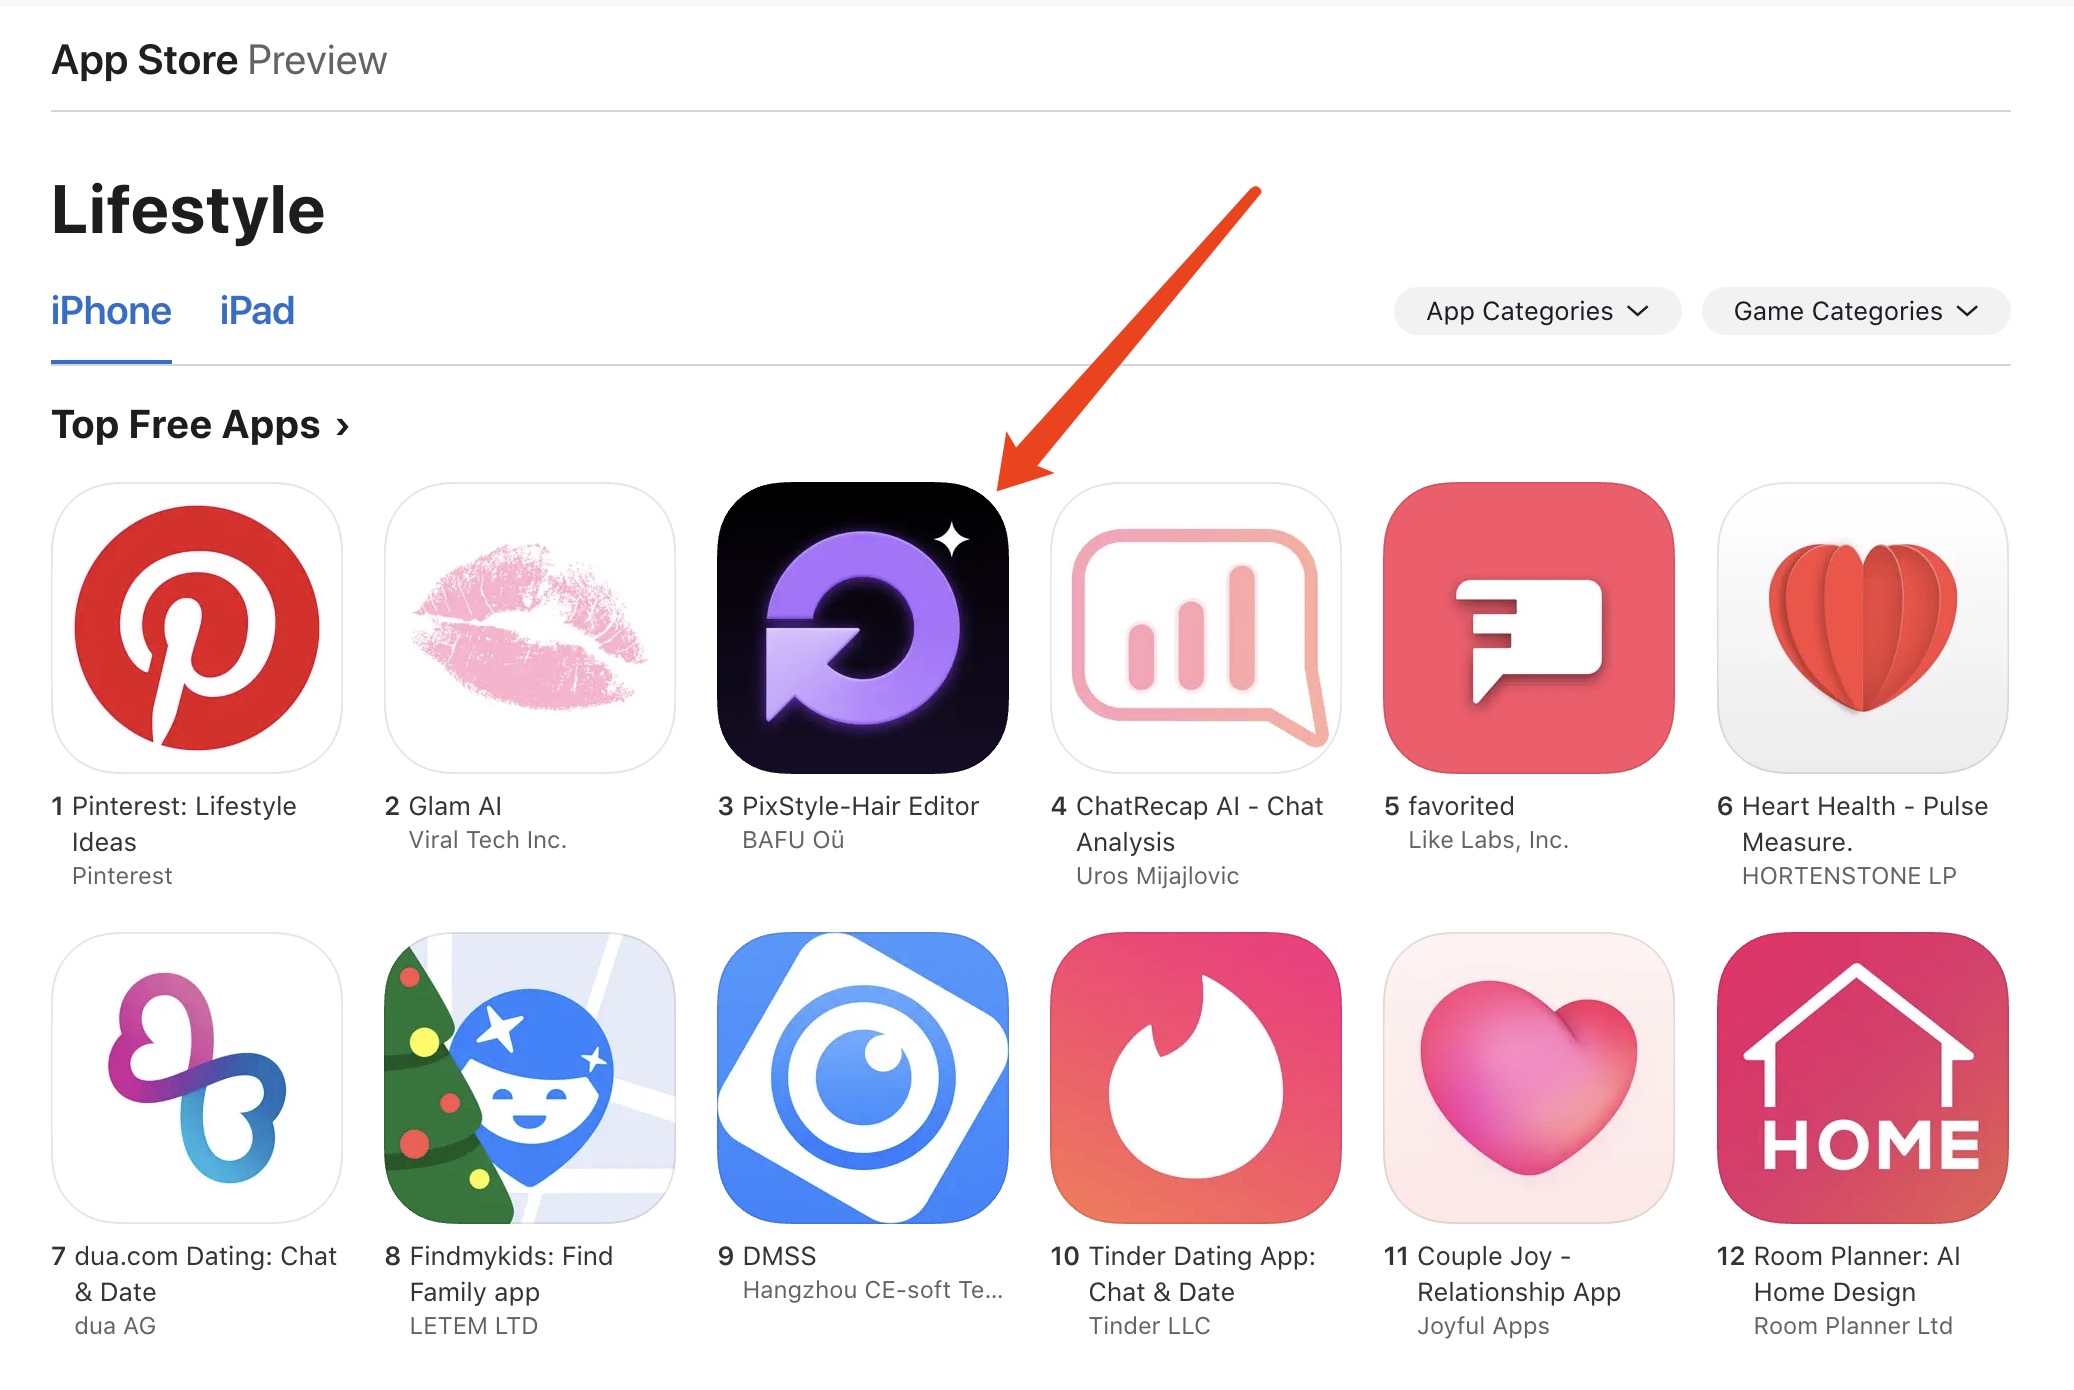 App Store Preview
Lifestyle
iPhone
iPad
App Categories
Game Categories
Top Free Apps ›
1 Pinterest: Lifestyle
Ideas
Pinterest
2 Glam AI
Viral Tech Inc.
3 PixStyle-Hair Editor
BAFU Oü
4 ChatRecap AI - Chat
Analysis
Uros Mijajlovic
5 favorited
Like Labs, Inc.
6 Heart Health - Pulse
Measure.
HORTENSTONE LP
HOME
7 dua.com Dating: Chat
& Date
dua AG
8 Findmykids: Find
Family app
LETEM LTD
9 DMSS
Hangzhou CE-soft Te...
10 Tinder Dating App:
Chat & Date
Tinder LLC
11 Couple Joy -
Relationship App
Joyful Apps
12 Room Planner: AI
Home Design
Room Planner Ltd